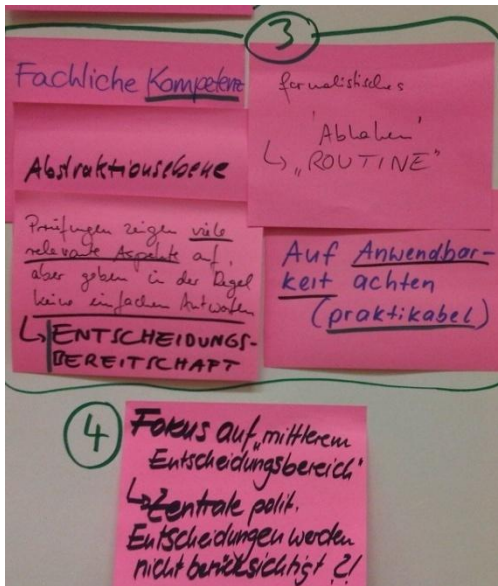 3
Fachliche Kompetenz
Abstraktionsebene
Prüfungen zeigen viele
relevante Aspekte auf,
aber geben in der Regel
keine einfachen Antworten
↳ ENTSCHEIDUNGS-
BEREITSCHAFT
formalistisches
'Abhaken'
↳ „ROUTINE"
Auf Anwendbar-
keit achten
(praktikabel)
4
Fokus auf „mittlerem
Entscheidungsbereich"
↳ Zentrale polit.
Entscheidungen werden
nicht berücksichtigt ?!